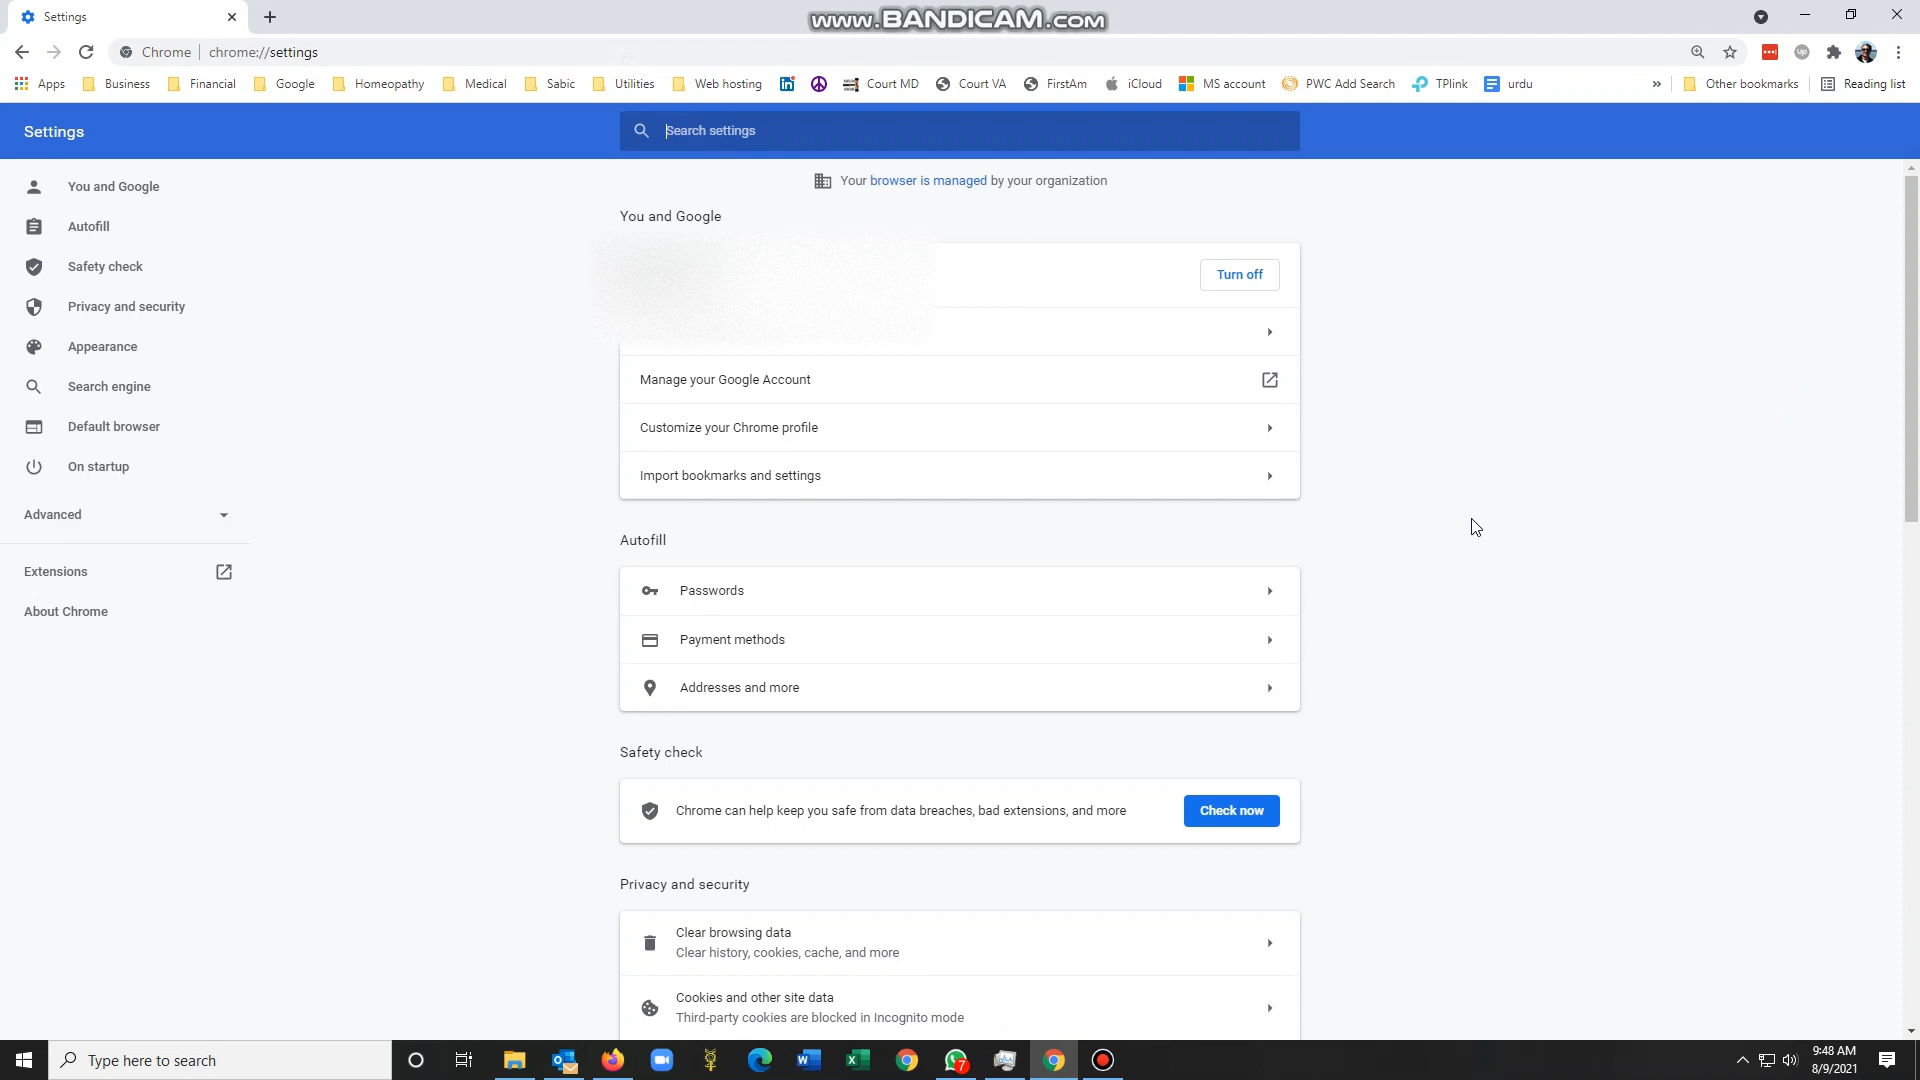 Settings
www.BANDICAM.com
Chrome chrome://settings
Apps Business Financial Google Homeopathy Medical Sabic Utilities Web hosting Court MD Court VA FirstAm iCloud MS account PWC Add Search TPlink urdu » Other bookmarks Reading list
Settings
Search settings
Your browser is managed by your organization
You and Google
Autofill
Safety check
Privacy and security
Appearance
Search engine
Default browser
On startup
Advanced
Extensions
About Chrome
You and Google
Turn off
Manage your Google Account
Customize your Chrome profile
Import bookmarks and settings
Autofill
Passwords
Payment methods
Addresses and more
Safety check
Chrome can help keep you safe from data breaches, bad extensions, and more
Check now
Privacy and security
Clear browsing data
Clear history, cookies, cache, and more
Cookies and other site data
Third-party cookies are blocked in Incognito mode
Type here to search
7
9:48 AM
8/9/2021